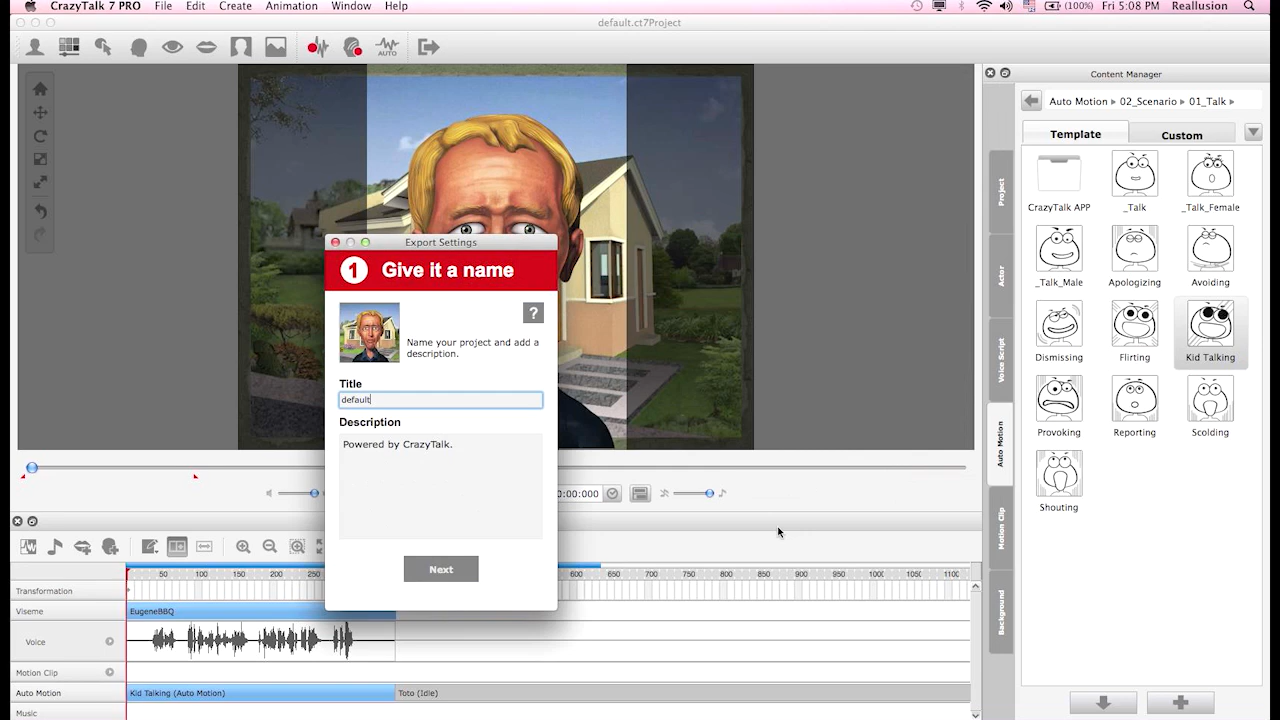 CrazyTalk 7 PRO File Edit Create Animation Window Help (100%) Fri 5:08 PM Reallusion
default.ct7Project
AUTO
Content Manager
Auto Motion 02_Scenario 01_Talk
Template Custom
CrazyTalk APP _Talk _Talk_Female
_Talk_Male Apologizing Avoiding
Dismissing Flirting Kid Talking
Provoking Reporting Scolding
Shouting
Project
Actor
Voice Script
Auto Motion
Motion Clip
Background
Export Settings
1 Give it a name
?
Name your project and add a
description.
Title
default
Description
Powered by CrazyTalk.
Next
0:00:000
50 100 150 200 250 600 650 700 750 800 850 900 950 1000 1050 1100
Transformation
Viseme EugeneBBQ
Voice
Motion Clip
Auto Motion Kid Talking (Auto Motion) Toto (Idle)
Music